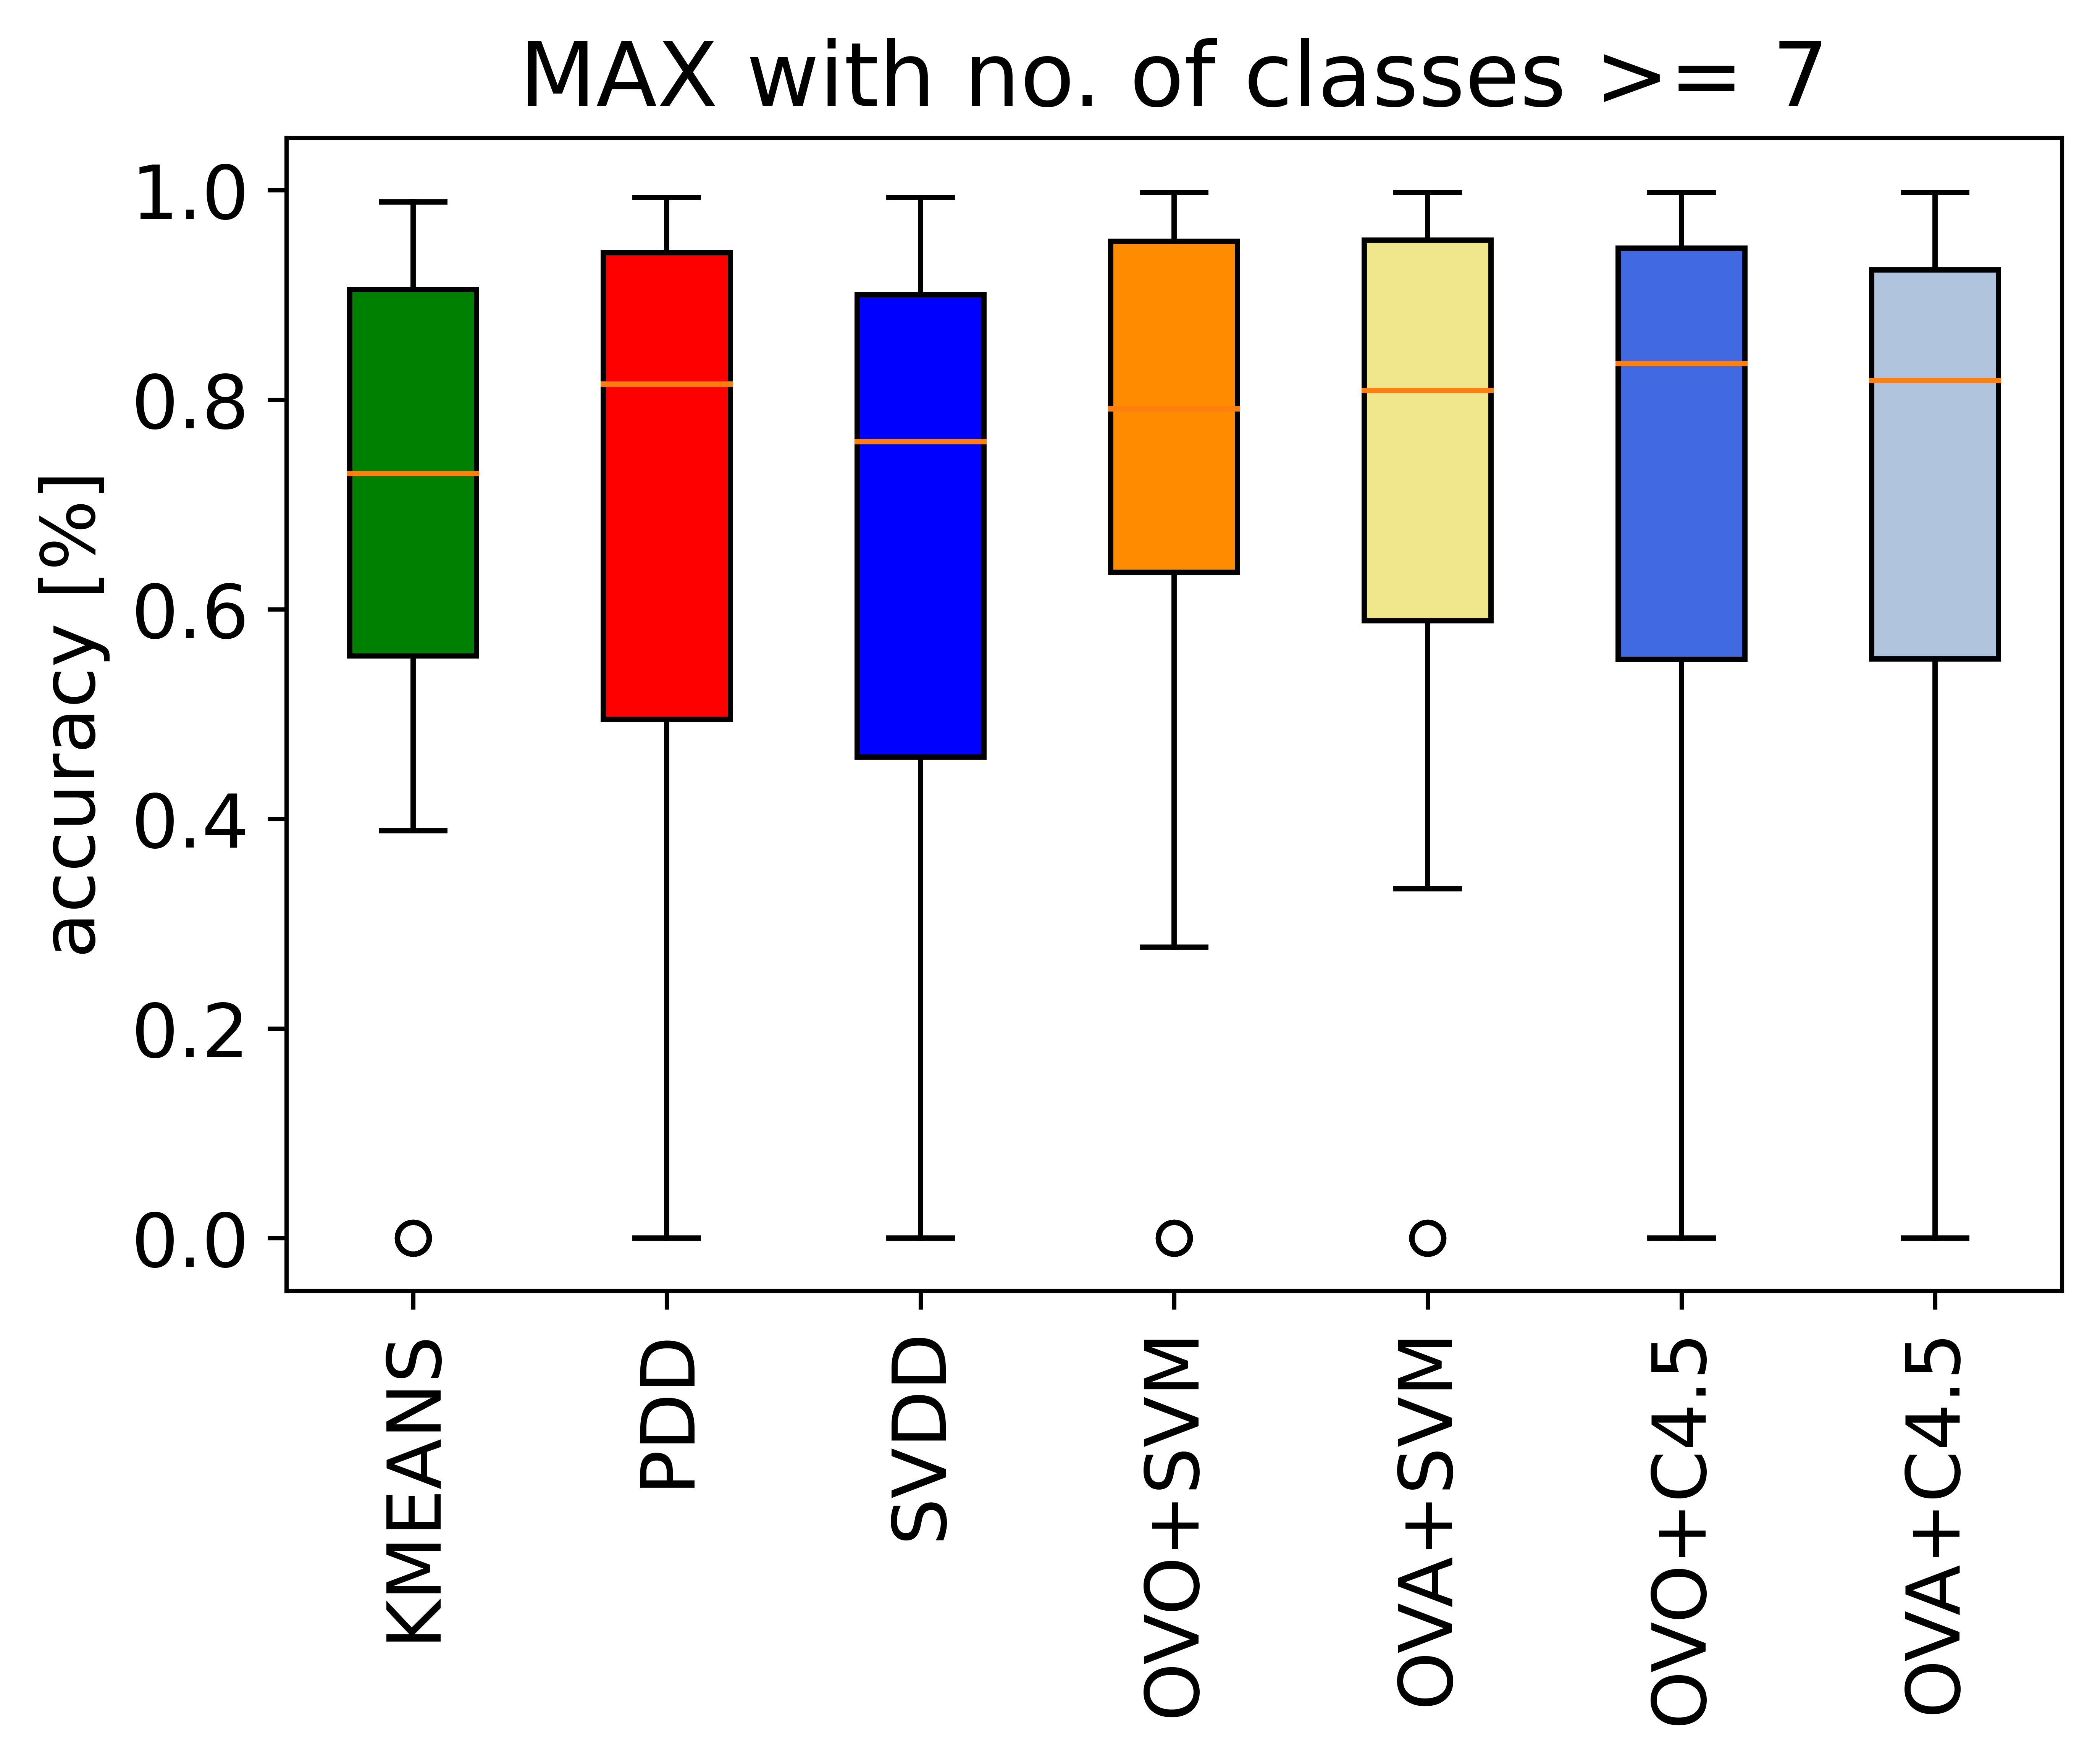 MAX with no. of classes >= 7
accuracy [%]
1.0
0.8
0.6
0.4
0.2
0.0
KMEANS
PDD
SVDD
OVO+SVM
OVA+SVM
OVO+C4.5
OVA+C4.5